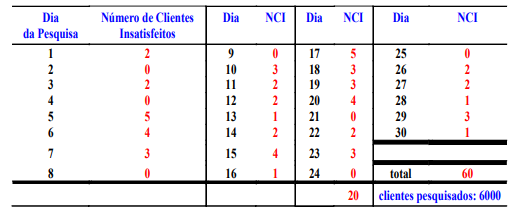 Dia da Pesquisa Número de Clientes Insatisfeitos Dia NCI Dia NCI Dia NCI
1 2 9 0 17 5 25 0
2 0 10 3 18 3 26 2
3 2 11 2 19 3 27 2
4 0 12 2 20 4 28 1
5 5 13 1 21 0 29 3
6 4 14 2 22 2 30 1
7 3 15 4 23 3
8 0 16 1 24 0 total 60
20 clientes pesquisados: 6000